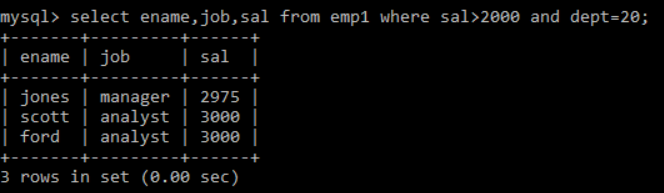 mysql> select ename,job,sal from emp1 where sal>2000 and dept=20;
+-------+---------+------+
| ename | job     | sal  |
+-------+---------+------+
| jones | manager | 2975 |
| scott | analyst | 3000 |
| ford  | analyst | 3000 |
+-------+---------+------+
3 rows in set (0.00 sec)